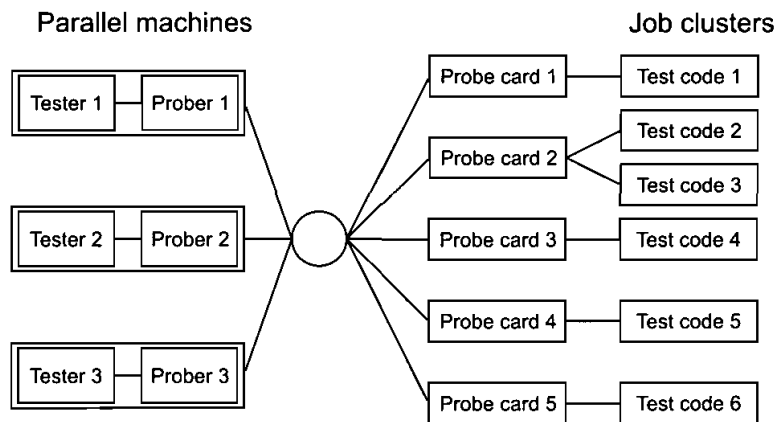 Parallel machines
Job clusters
Tester 1
Prober 1
Tester 2
Prober 2
Tester 3
Prober 3
Probe card 1
Test code 1
Probe card 2
Test code 2
Test code 3
Probe card 3
Test code 4
Probe card 4
Test code 5
Probe card 5
Test code 6